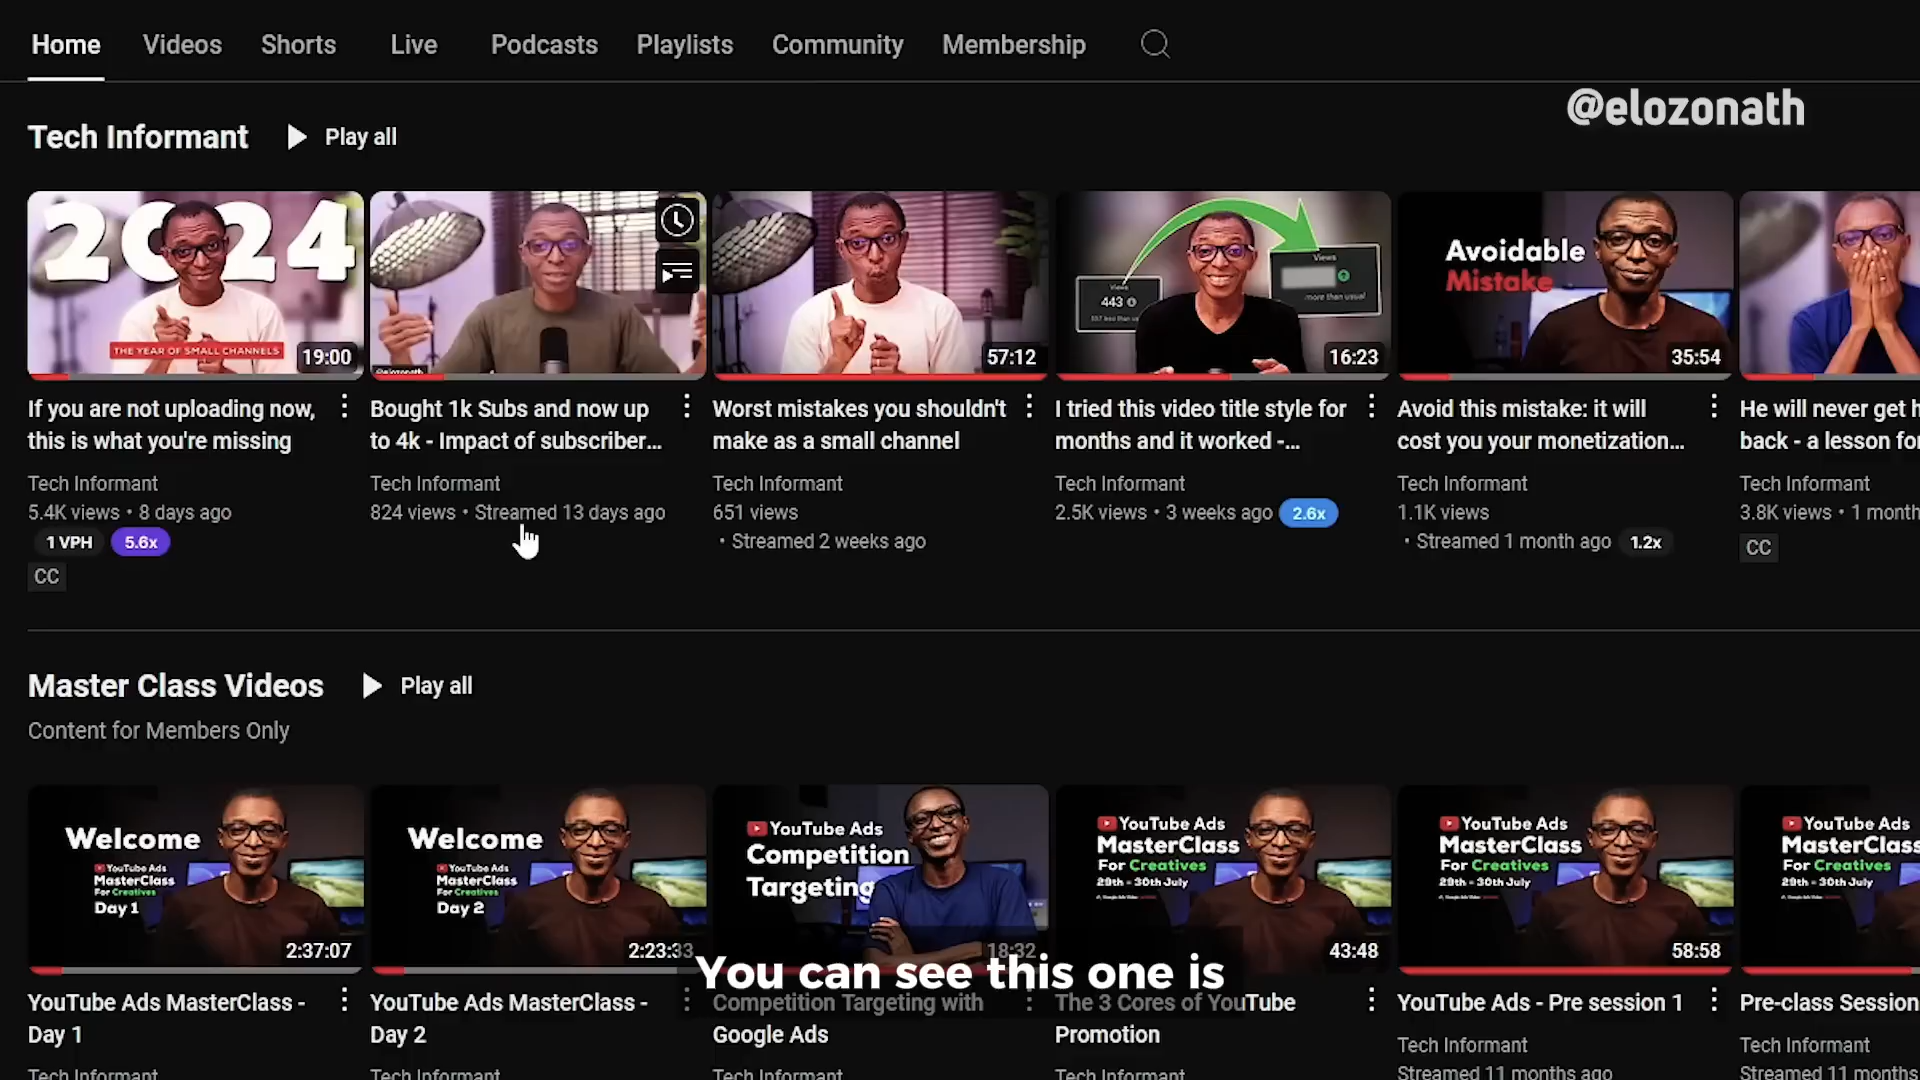 Home Videos Shorts Live Podcasts Playlists Community Membership
@elozonath
Tech Informant Play all
2024
THE YEAR OF SMALL CHANNELS
19:00
@elozonath
57:12
Views
443
Views
more than usual
16:23
Avoidable
Mistake
35:54
If you are not uploading now,
this is what you're missing
Tech Informant
5.4K views • 8 days ago
1 VPH 5.6x
CC
Bought 1k Subs and now up
to 4k - Impact of subscriber...
Tech Informant
824 views • Streamed 13 days ago
Worst mistakes you shouldn't
make as a small channel
Tech Informant
651 views
• Streamed 2 weeks ago
I tried this video title style for
months and it worked -...
Tech Informant
2.5K views • 3 weeks ago 2.6x
Avoid this mistake: it will
cost you your monetization...
Tech Informant
1.1K views
• Streamed 1 month ago 1.2x
He will never get
back - a lesson
Tech Informant
3.8K views • 1 month
CC
Master Class Videos Play all
Content for Members Only
Welcome
YouTube Ads
MasterClass
For Creatives
Day 1
2:37:07
Welcome
YouTube Ads
MasterClass
For Creatives
Day 2
2:23:33
YouTube Ads
Competition
Targeting
18:32
YouTube Ads
MasterClass
For Creatives
29th - 30th July
43:48
YouTube Ads
MasterClass
For Creatives
29th - 30th July
58:58
YouTube Ads
MasterClass
For Creatives
29th - 30th July
You can see this one is
YouTube Ads MasterClass -
Day 1
Tech Informant
YouTube Ads MasterClass -
Day 2
Tech Informant
Competition Targeting with
Google Ads
Tech Informant
The 3 Cores of YouTube
Promotion
Tech Informant
YouTube Ads - Pre session 1
Tech Informant
Streamed 11 months ago
Pre-class Session
Tech Informant
Streamed 11 months